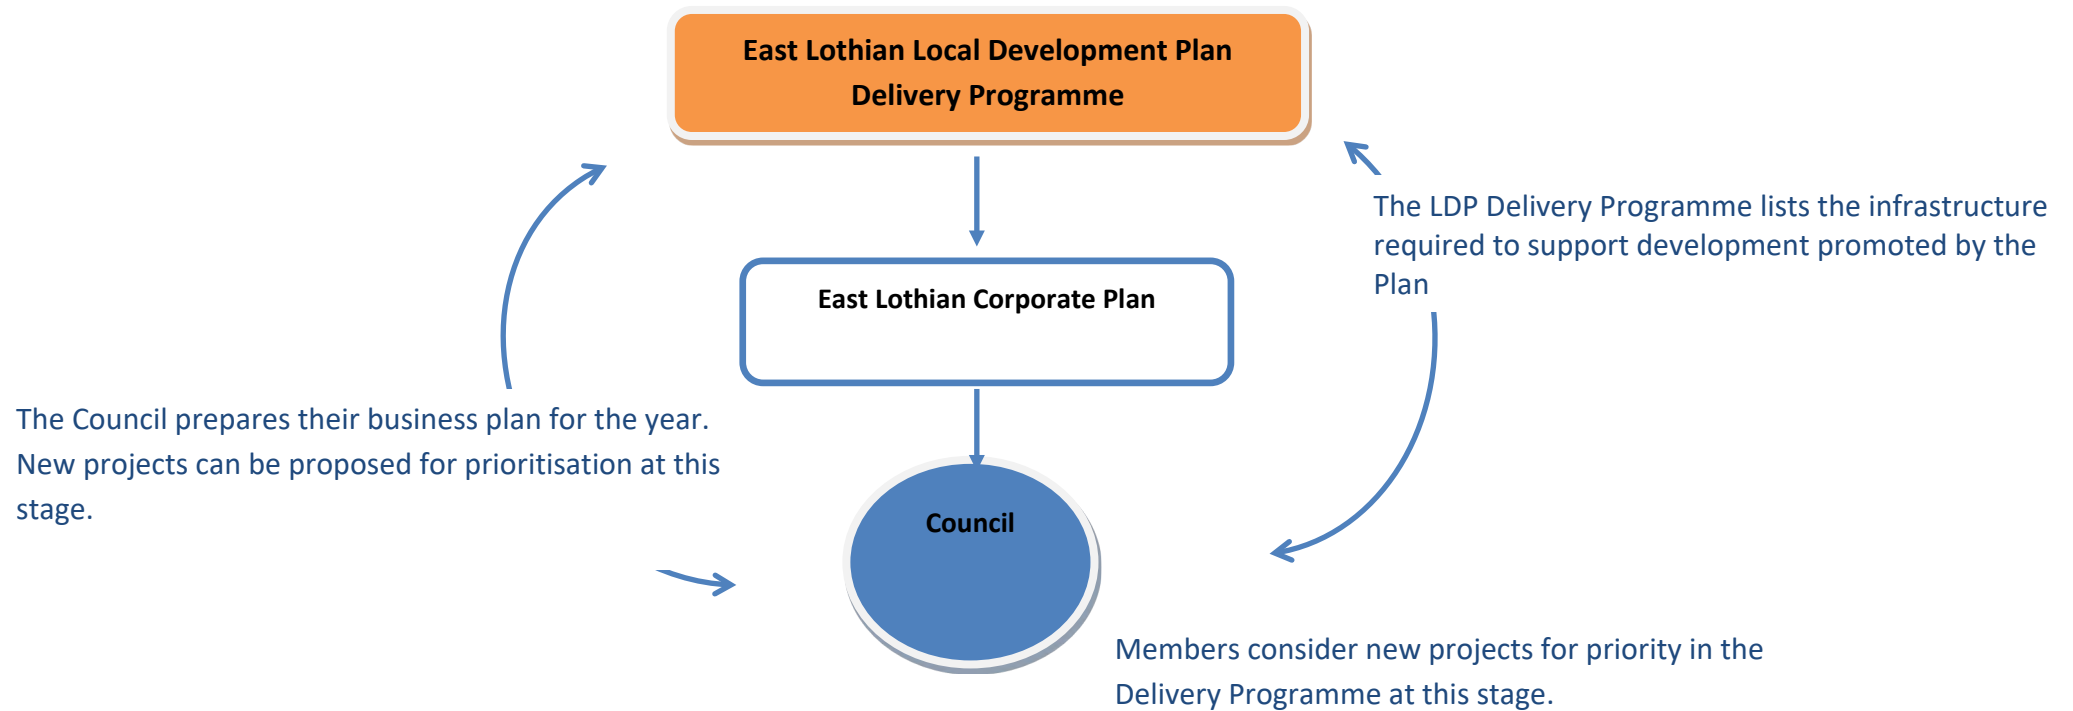 East Lothian Local Development Plan
Delivery Programme
The LDP Delivery Programme lists the infrastructure
required to support development promoted by the
Plan
East Lothian Corporate Plan
The Council prepares their business plan for the year.
New projects can be proposed for prioritisation at this
stage.
Council
Members consider new projects for priority in the
Delivery Programme at this stage.